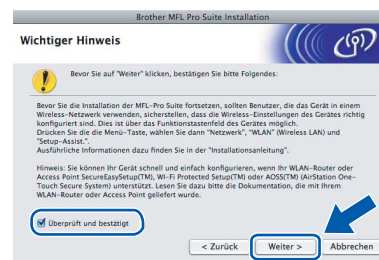 Brother MFL Pro Suite Installation
Wichtiger Hinweis
Bevor Sie auf "Weiter" klicken, bestätigen Sie bitte Folgendes:
Bevor Sie die Installation der MFL-Pro Suite fortsetzen, sollten Benutzer, die das Gerät in einem
Wireless-Netzwerk verwenden, sicherstellen, dass die Wireless-Einstellungen des Gerätes richtig
konfiguriert sind. Dies ist über das Funktionstastenfeld des Gerätes möglich.
Drücken Sie die die Menü-Taste, wählen Sie dann "Netzwerk", "WLAN" (Wireless LAN) und
"Setup-Assist.".
Ausführliche Informationen dazu finden Sie in der "Installationsanleitung".
Hinweis: Sie können Ihr Gerät schnell und einfach konfigurieren, wenn Ihr WLAN-Router oder
Access Point SecureEasySetup(TM), Wi-Fi Protected Setup(TM) oder AOSS(TM) (AirStation One-
Touch Secure System) unterstützt. Lesen Sie dazu bitte die Dokumentation, die mit Ihrem
WLAN-Router oder Access Point geliefert wurde.
Überprüft und bestätigt
< Zurück
Weiter >
Abbrechen